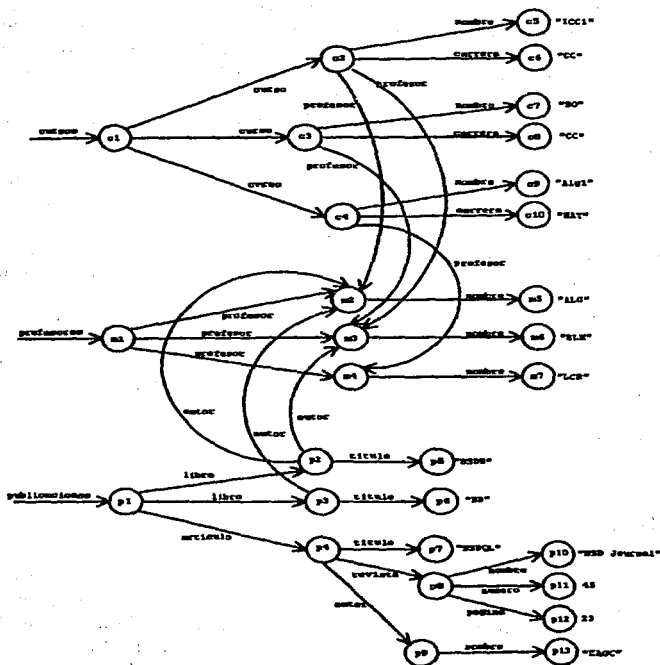 nombre c5 "ICC1"
c2 carrera c6 "CC"
profesor
curso profesor
nombre c7 "SO"
cursos c1 curso c3 carrera c8 "CC"
profesor
curso nombre c9 "Alg1"
c4 carrera c10 "MAT"
profesor
m2 nombre m5 "ALG"
profesor
profesores m1 profesor m3 nombre m6
profesor m4 nombre m7 "LCR"
autor autor autor
p2 titulo p5
libro
publicaciones p1 libro p3 titulo p6
articulo p4 titulo p7 p10
revista p8 nombre
numero p11 45
autor pagina p12 23
p9 nombre p13